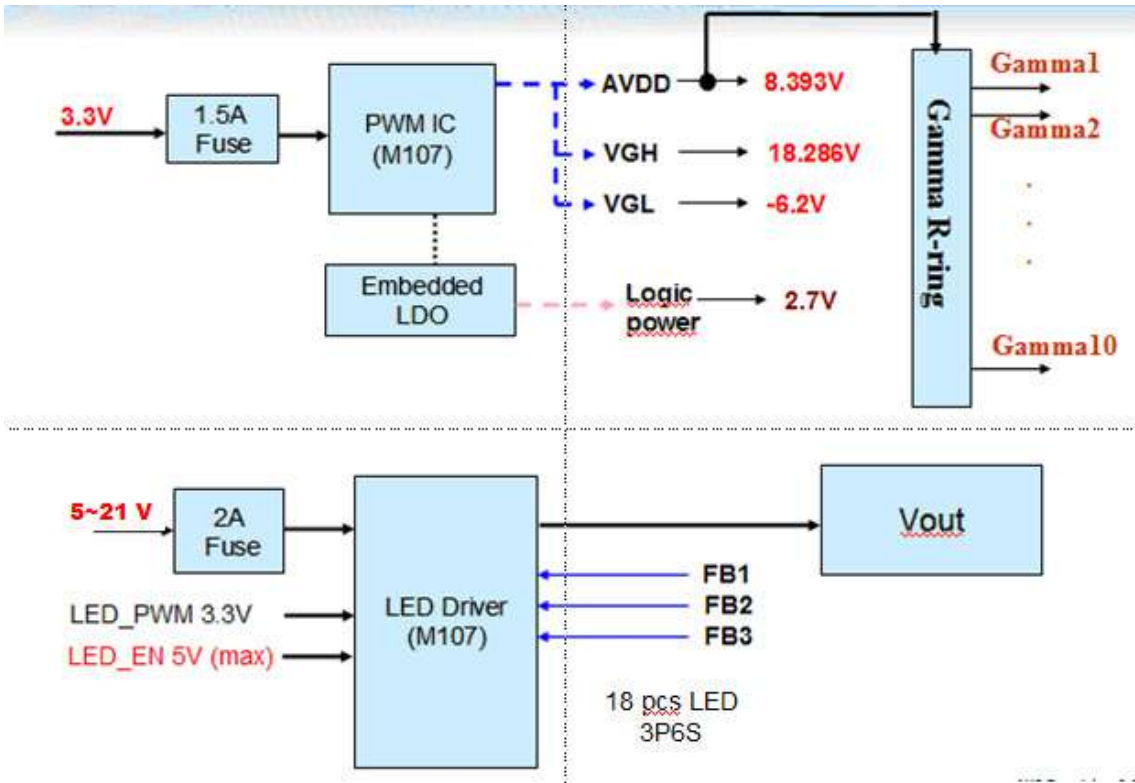 3.3V
1.5A
Fuse
PWM IC
(M107)
AVDD
8.393V
VGH
18.286V
VGL
-6.2V
Embedded
LDO
Logic
power
2.7V
Gamma R-ring
Gamma1
Gamma2
Gamma10
5~21 V
2A
Fuse
LED_PWM 3.3V
LED_EN 5V (max)
LED Driver
(M107)
Vout
FB1
FB2
FB3
18 pcs LED
3P6S